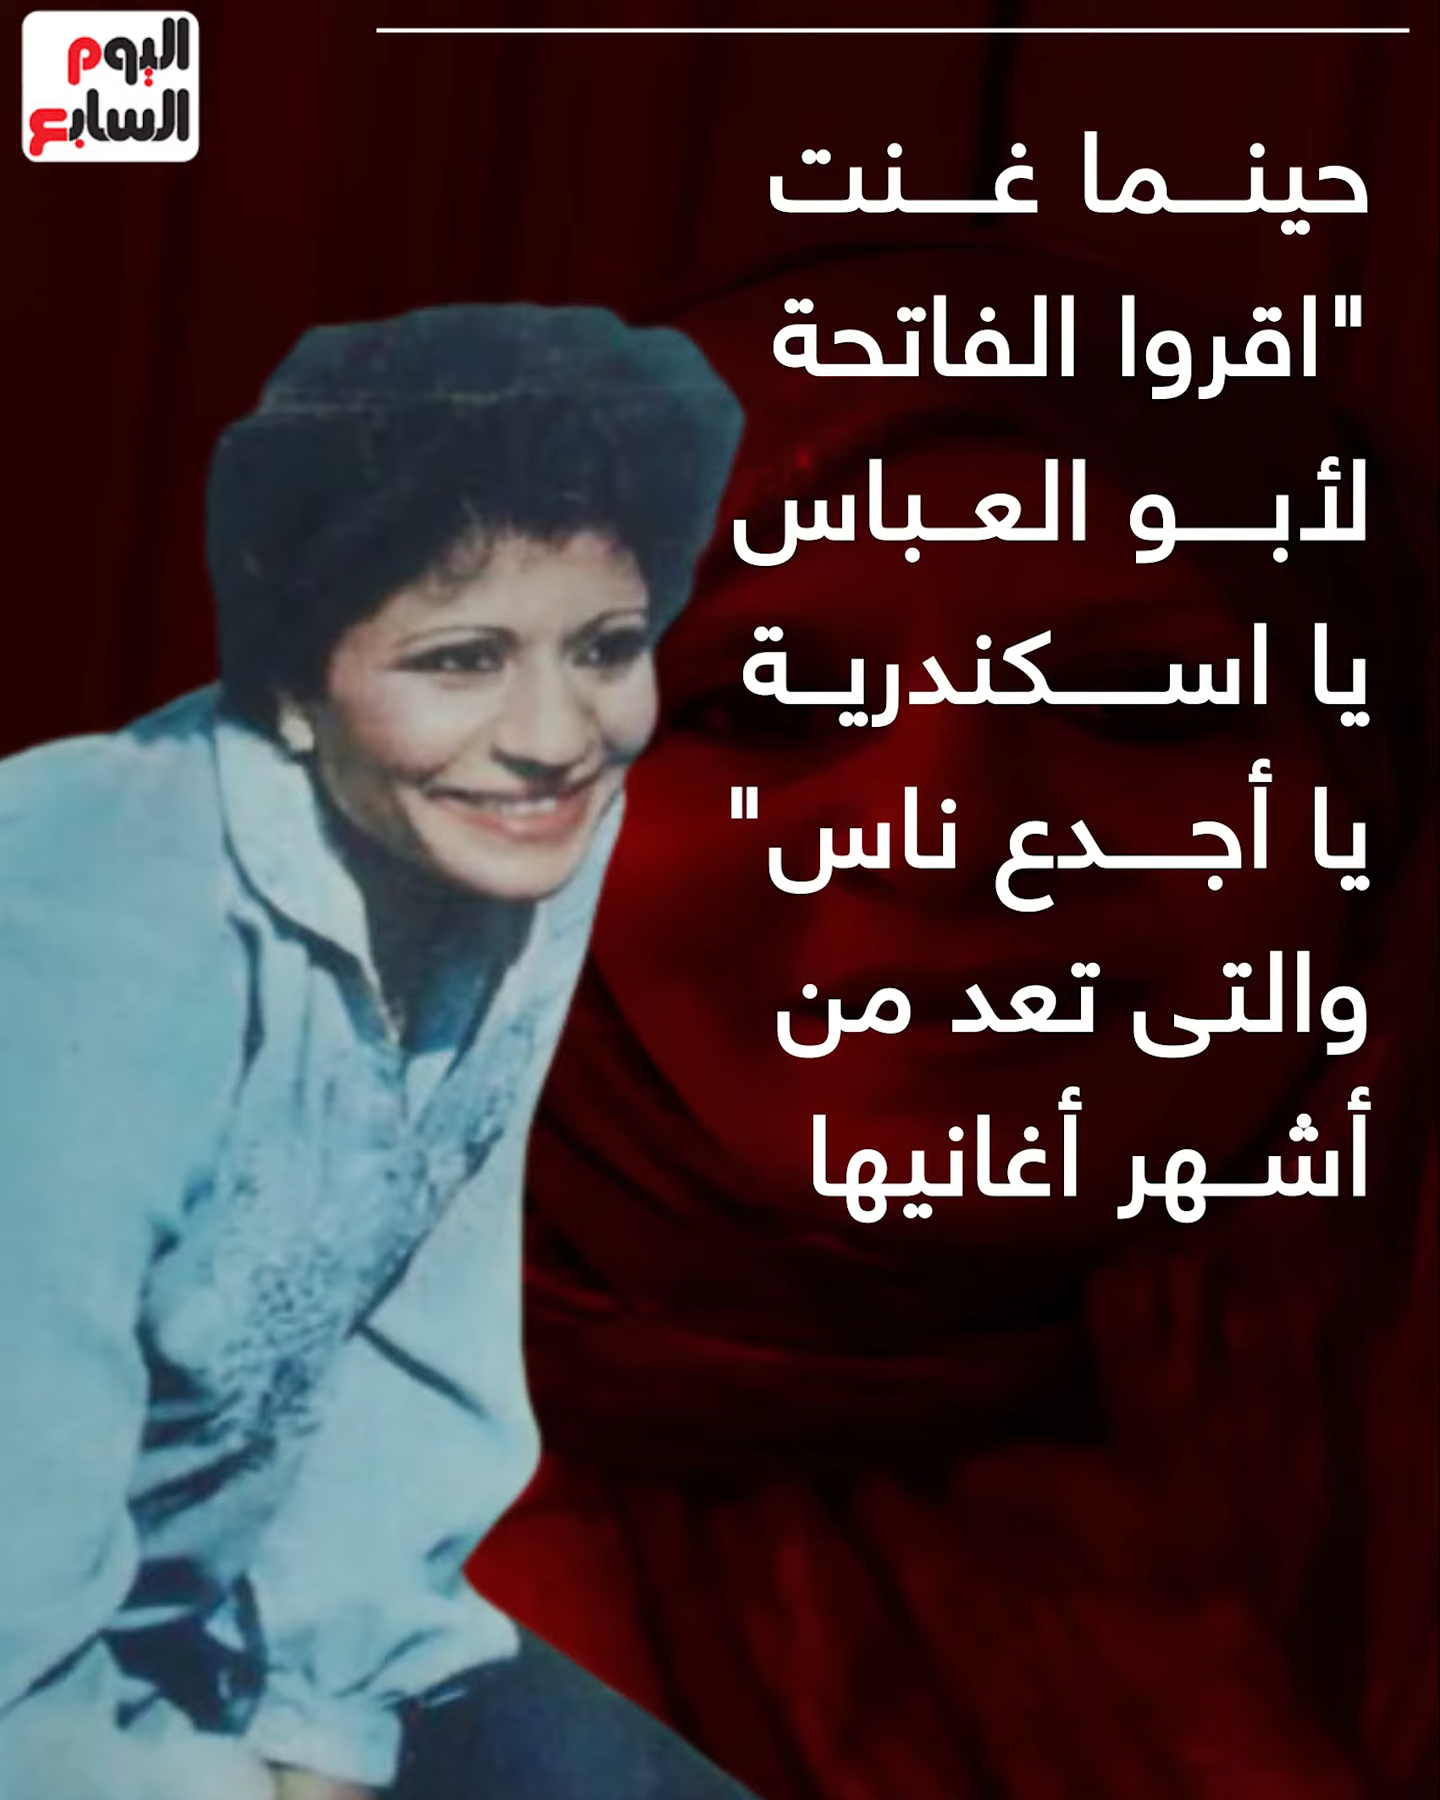 اليوم
السابع
حينما غنت
"اقروا الفاتحة
لأبو العباس
يا اسكندرية
يا أجدع ناس"
والتى تعد من
أشهر أغانيها